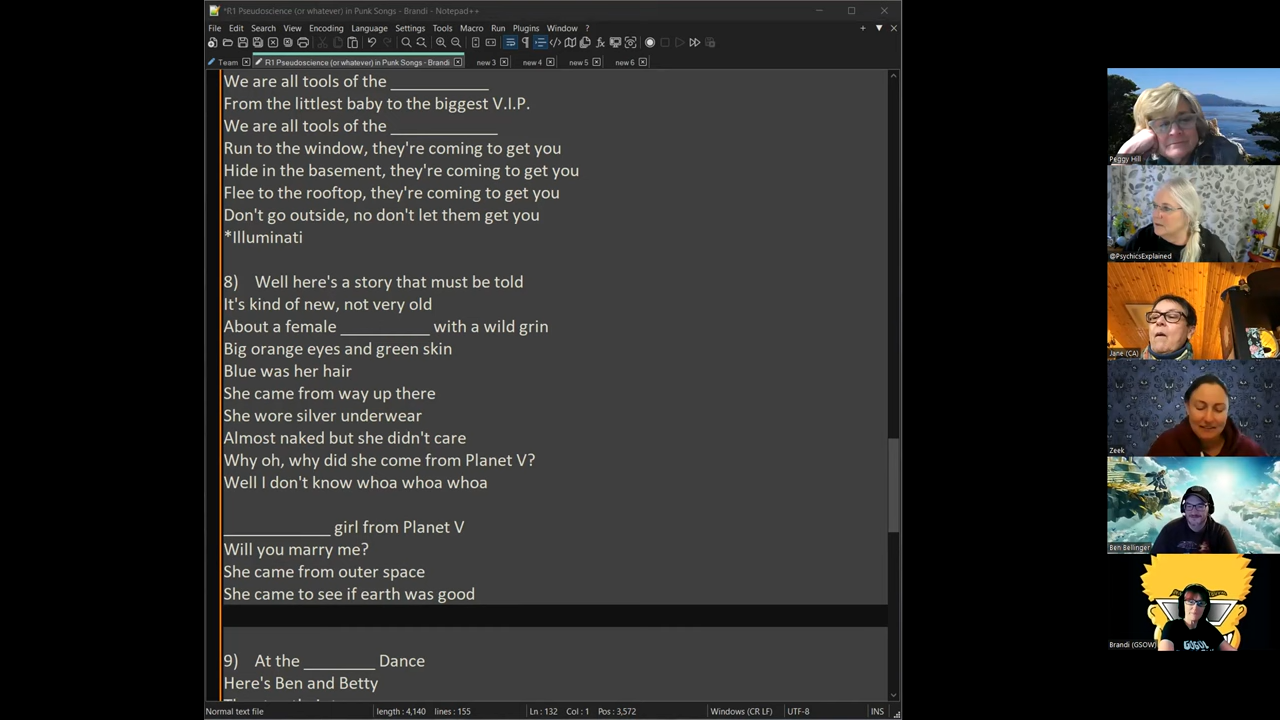 *R1 Pseudoscience (or whatever) in Punk Songs - Brandi - Notepad++
File Edit Search View Encoding Language Settings Tools Macro Run Plugins Window ?
Team R1 Pseudoscience (or whatever) in Punk Songs - Brandi new 3 new 4 new 5 new 6
We are all tools of the ___________
From the littlest baby to the biggest V.I.P.
We are all tools of the ____________
Run to the window, they're coming to get you
Hide in the basement, they're coming to get you
Flee to the rooftop, they're coming to get you
Don't go outside, no don't let them get you
*Illuminati
8) Well here's a story that must be told
It's kind of new, not very old
About a female __________ with a wild grin
Big orange eyes and green skin
Blue was her hair
She came from way up there
She wore silver underwear
Almost naked but she didn't care
Why oh, why did she come from Planet V?
Well I don't know whoa whoa whoa
____________ girl from Planet V
Will you marry me?
She came from outer space
She came to see if earth was good
9) At the ________ Dance
Here's Ben and Betty
Normal text file length : 4,140 lines : 155 Ln : 132 Col : 1 Pos : 3,572 Windows (CR LF) UTF-8 INS
Peggy Hill
@PsychicsExplained
Jane (CA)
Zeek
Ben Bellinger
Brandi (GSOW)
GOGOL